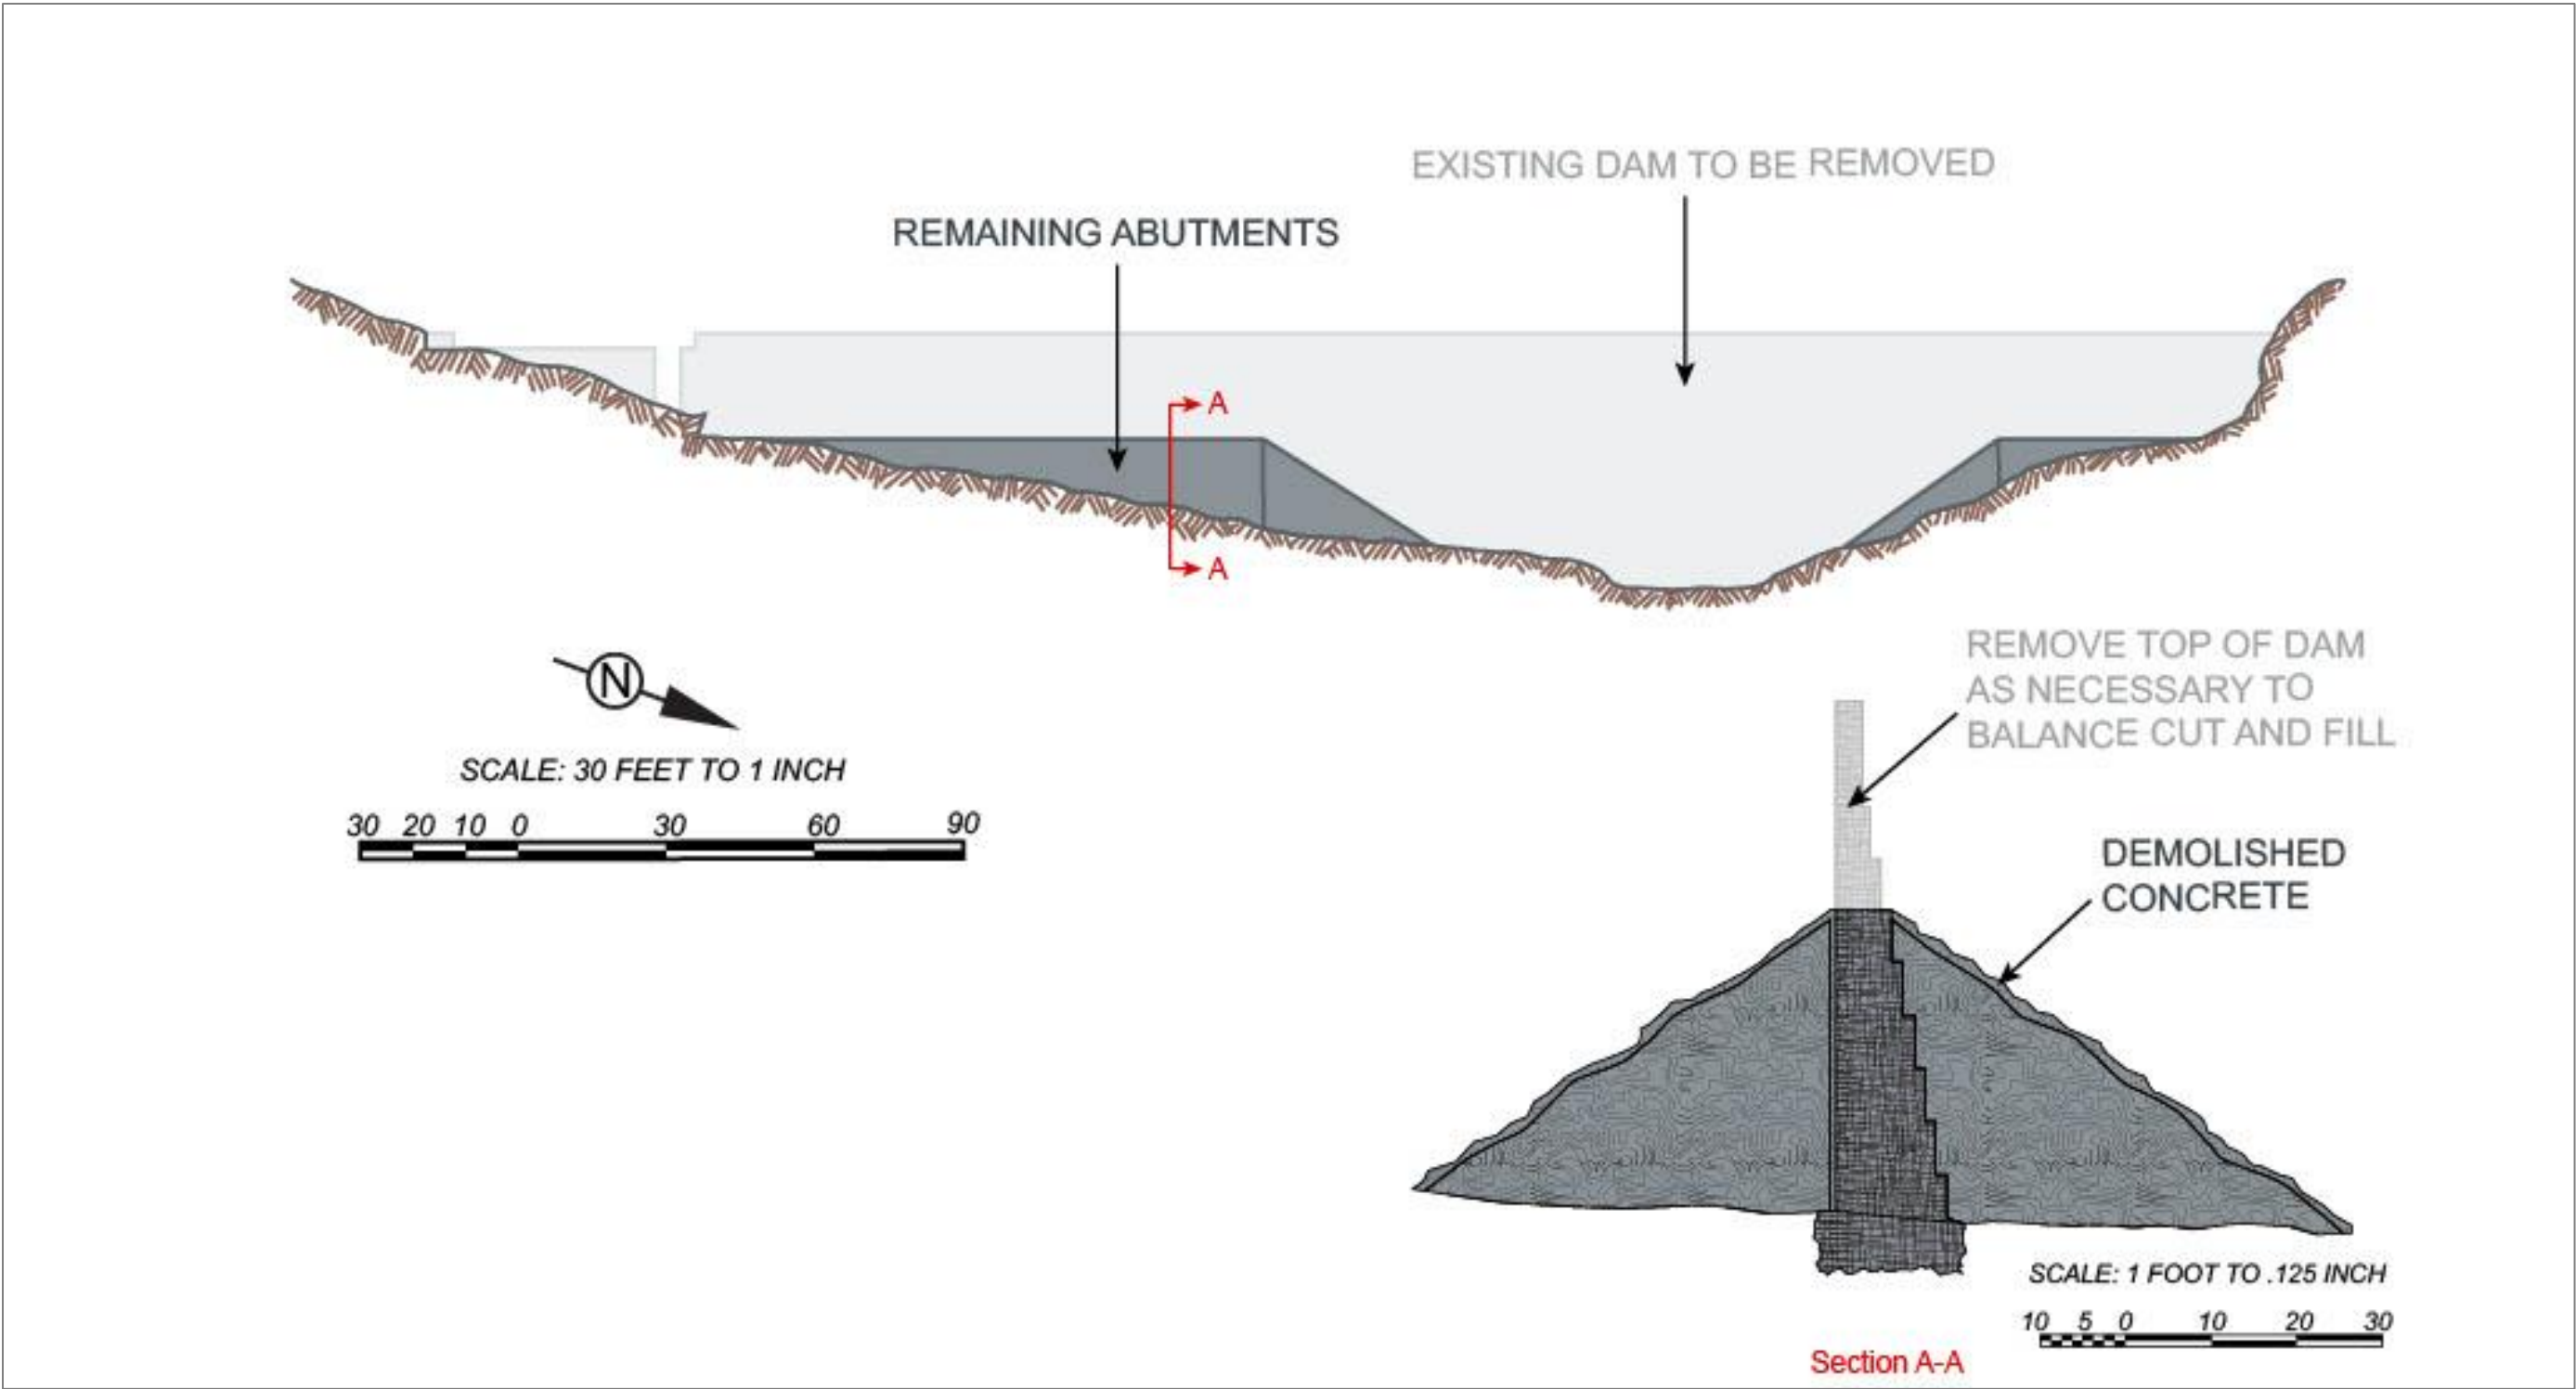 EXISTING DAM TO BE REMOVED
REMAINING ABUTMENTS
A
A
N
SCALE: 30 FEET TO 1 INCH
30 20 10 0 30 60 90
REMOVE TOP OF DAM
AS NECESSARY TO
BALANCE CUT AND FILL
DEMOLISHED
CONCRETE
SCALE: 1 FOOT TO .125 INCH
10 5 0 10 20 30
Section A-A